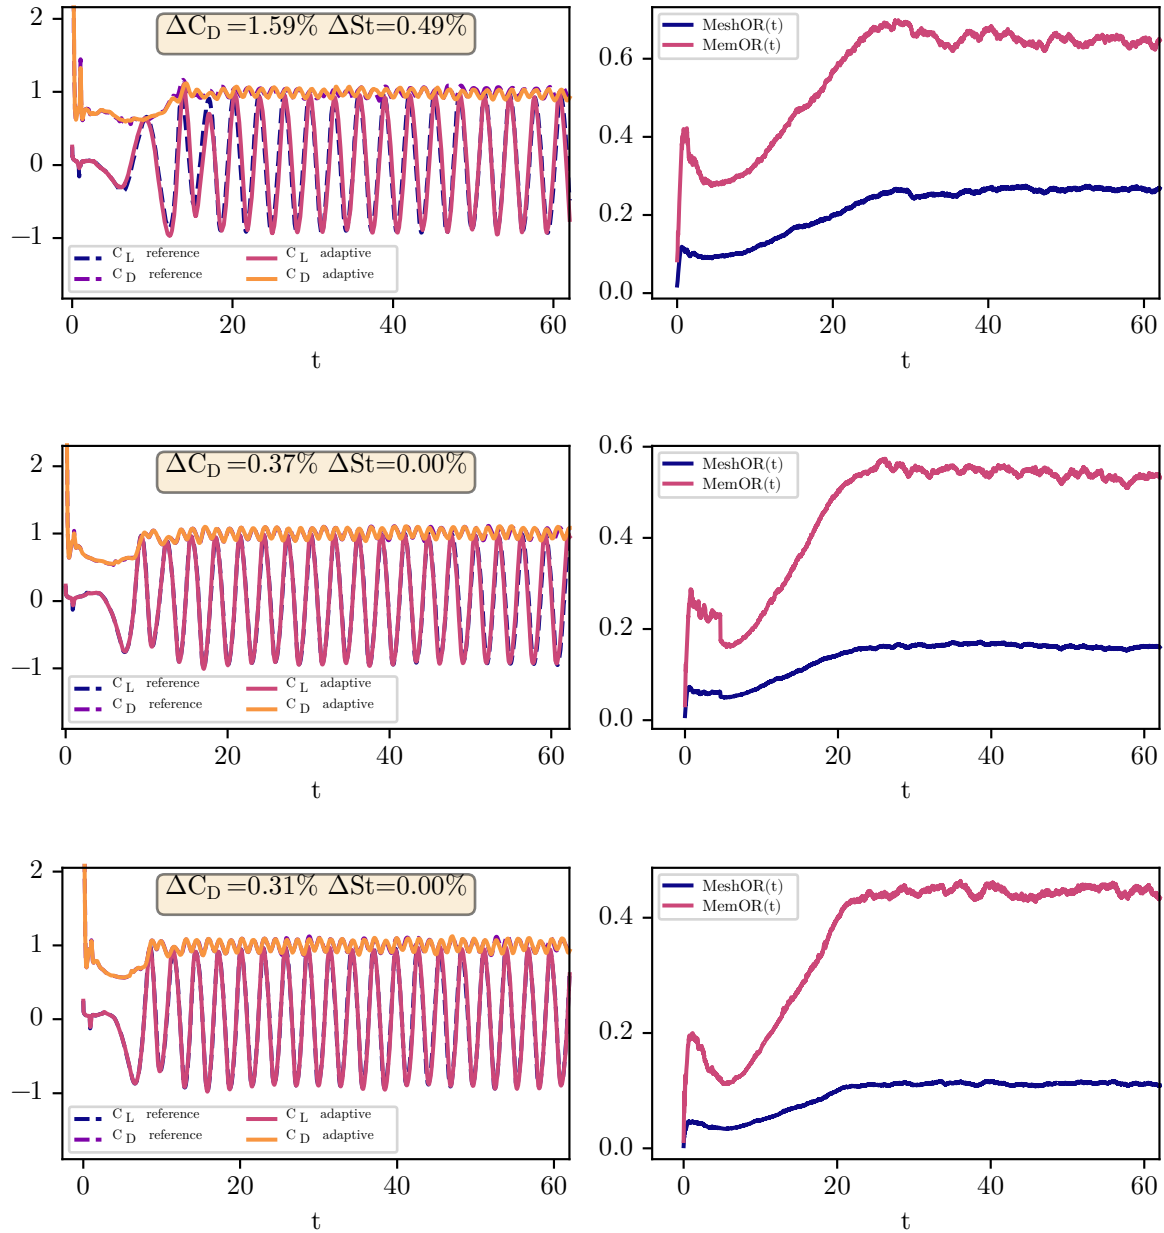 ΔC_D =1.59% ΔSt=0.49%
2
1
0
−1
C_L reference
C_L adaptive
C_D reference
C_D adaptive
0 20 40 60
t
MeshOR(t)
MemOR(t)
0.6
0.4
0.2
0.0
0 20 40 60
t
ΔC_D =0.37% ΔSt=0.00%
2
1
0
−1
C_L reference
C_L adaptive
C_D reference
C_D adaptive
0 20 40 60
t
MeshOR(t)
MemOR(t)
0.6
0.4
0.2
0.0
0 20 40 60
t
ΔC_D =0.31% ΔSt=0.00%
2
1
0
−1
C_L reference
C_L adaptive
C_D reference
C_D adaptive
0 20 40 60
t
MeshOR(t)
MemOR(t)
0.4
0.2
0.0
0 20 40 60
t